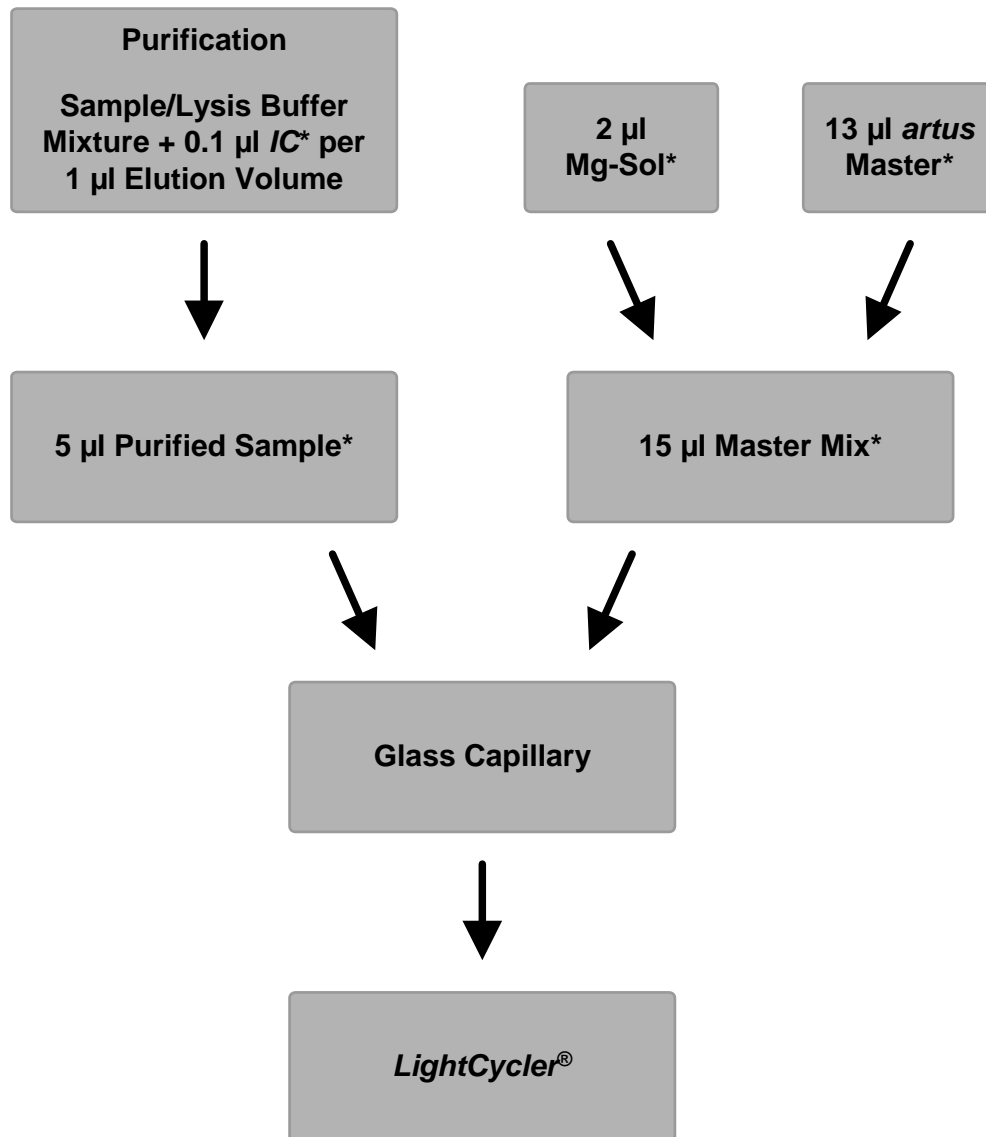 Purification
Sample/Lysis Buffer
Mixture + 0.1 µl IC* per
1 µl Elution Volume
2 µl
Mg-Sol*
13 µl artus
Master*
5 µl Purified Sample*
15 µl Master Mix*
Glass Capillary
LightCycler®